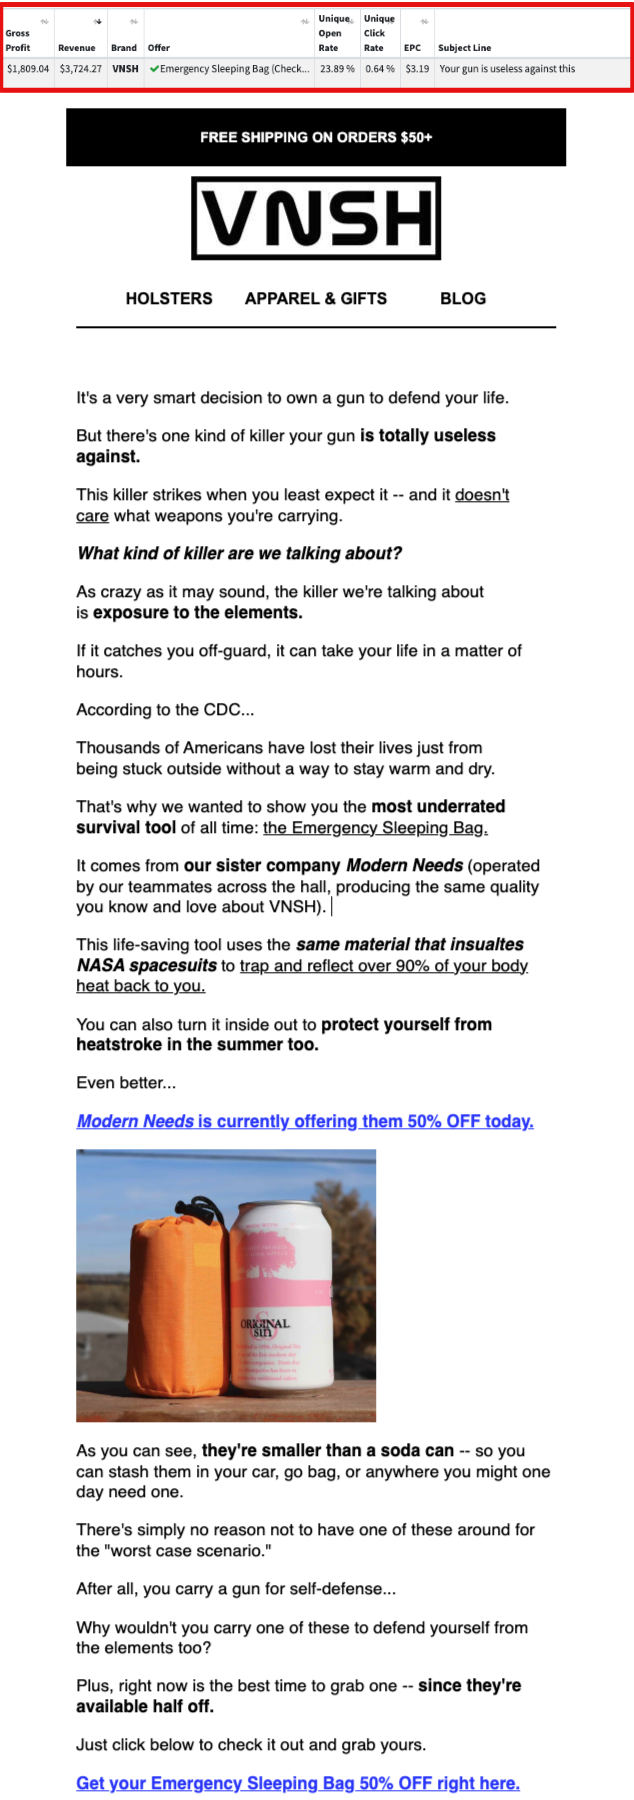 Gross Profit Revenue Brand Offer Unique Open Rate Unique Click Rate EPC Subject Line
$1,809.04 $3,724.27 VNSH ✔Emergency Sleeping Bag (Check... 23.89 % 0.64 % $3.19 Your gun is useless against this
FREE SHIPPING ON ORDERS $50+
VNSH
HOLSTERS APPAREL & GIFTS BLOG
It's a very smart decision to own a gun to defend your life.
But there's one kind of killer your gun is totally useless
against.
This killer strikes when you least expect it -- and it doesn't
care what weapons you're carrying.
What kind of killer are we talking about?
As crazy as it may sound, the killer we're talking about
is exposure to the elements.
If it catches you off-guard, it can take your life in a matter of
hours.
According to the CDC...
Thousands of Americans have lost their lives just from
being stuck outside without a way to stay warm and dry.
That's why we wanted to show you the most underrated
survival tool of all time: the Emergency Sleeping Bag.
It comes from our sister company Modern Needs (operated
by our teammates across the hall, producing the same quality
you know and love about VNSH).
This life-saving tool uses the same material that insualtes
NASA spacesuits to trap and reflect over 90% of your body
heat back to you.
You can also turn it inside out to protect yourself from
heatstroke in the summer too.
Even better...
Modern Needs is currently offering them 50% OFF today.
ORIGINAL
SIN
As you can see, they're smaller than a soda can -- so you
can stash them in your car, go bag, or anywhere you might one
day need one.
There's simply no reason not to have one of these around for
the "worst case scenario."
After all, you carry a gun for self-defense...
Why wouldn't you carry one of these to defend yourself from
the elements too?
Plus, right now is the best time to grab one -- since they're
available half off.
Just click below to check it out and grab yours.
Get your Emergency Sleeping Bag 50% OFF right here.